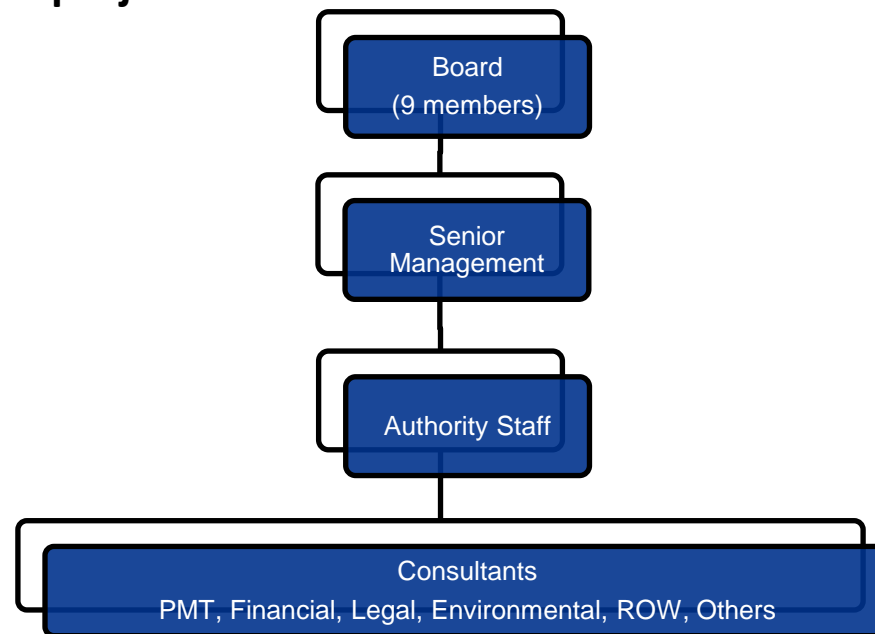 Board
(9 members)
Senior
Management
Authority Staff
Consultants
PMT, Financial, Legal, Environmental, ROW, Others